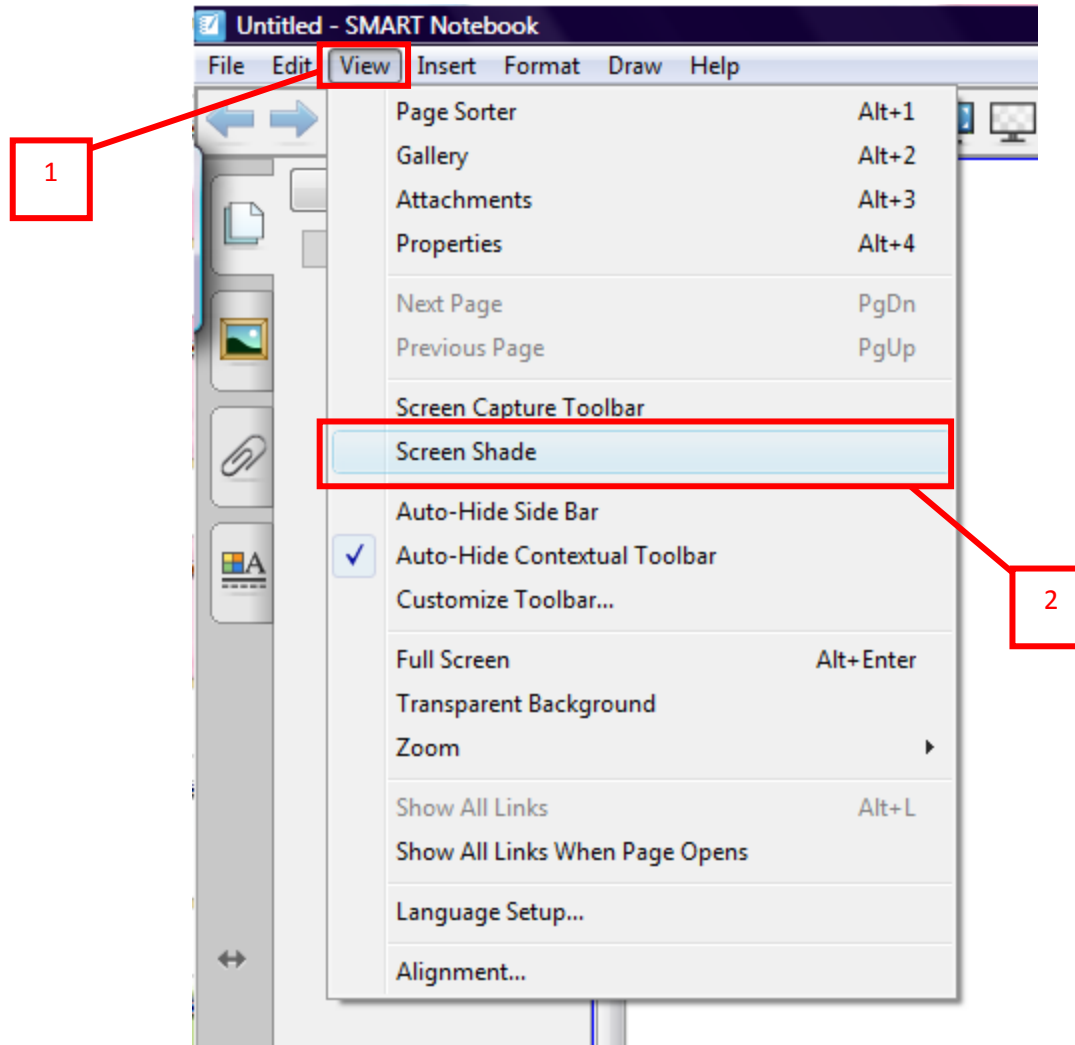 Untitled - SMART Notebook
File Edit View Insert Format Draw Help
1
Page Sorter Alt+1
Gallery Alt+2
Attachments Alt+3
Properties Alt+4
Next Page PgDn
Previous Page PgUp
Screen Capture Toolbar
Screen Shade
Auto-Hide Side Bar
Auto-Hide Contextual Toolbar
Customize Toolbar...
2
Full Screen Alt+Enter
Transparent Background
Zoom
Show All Links Alt+L
Show All Links When Page Opens
Language Setup...
Alignment...
A